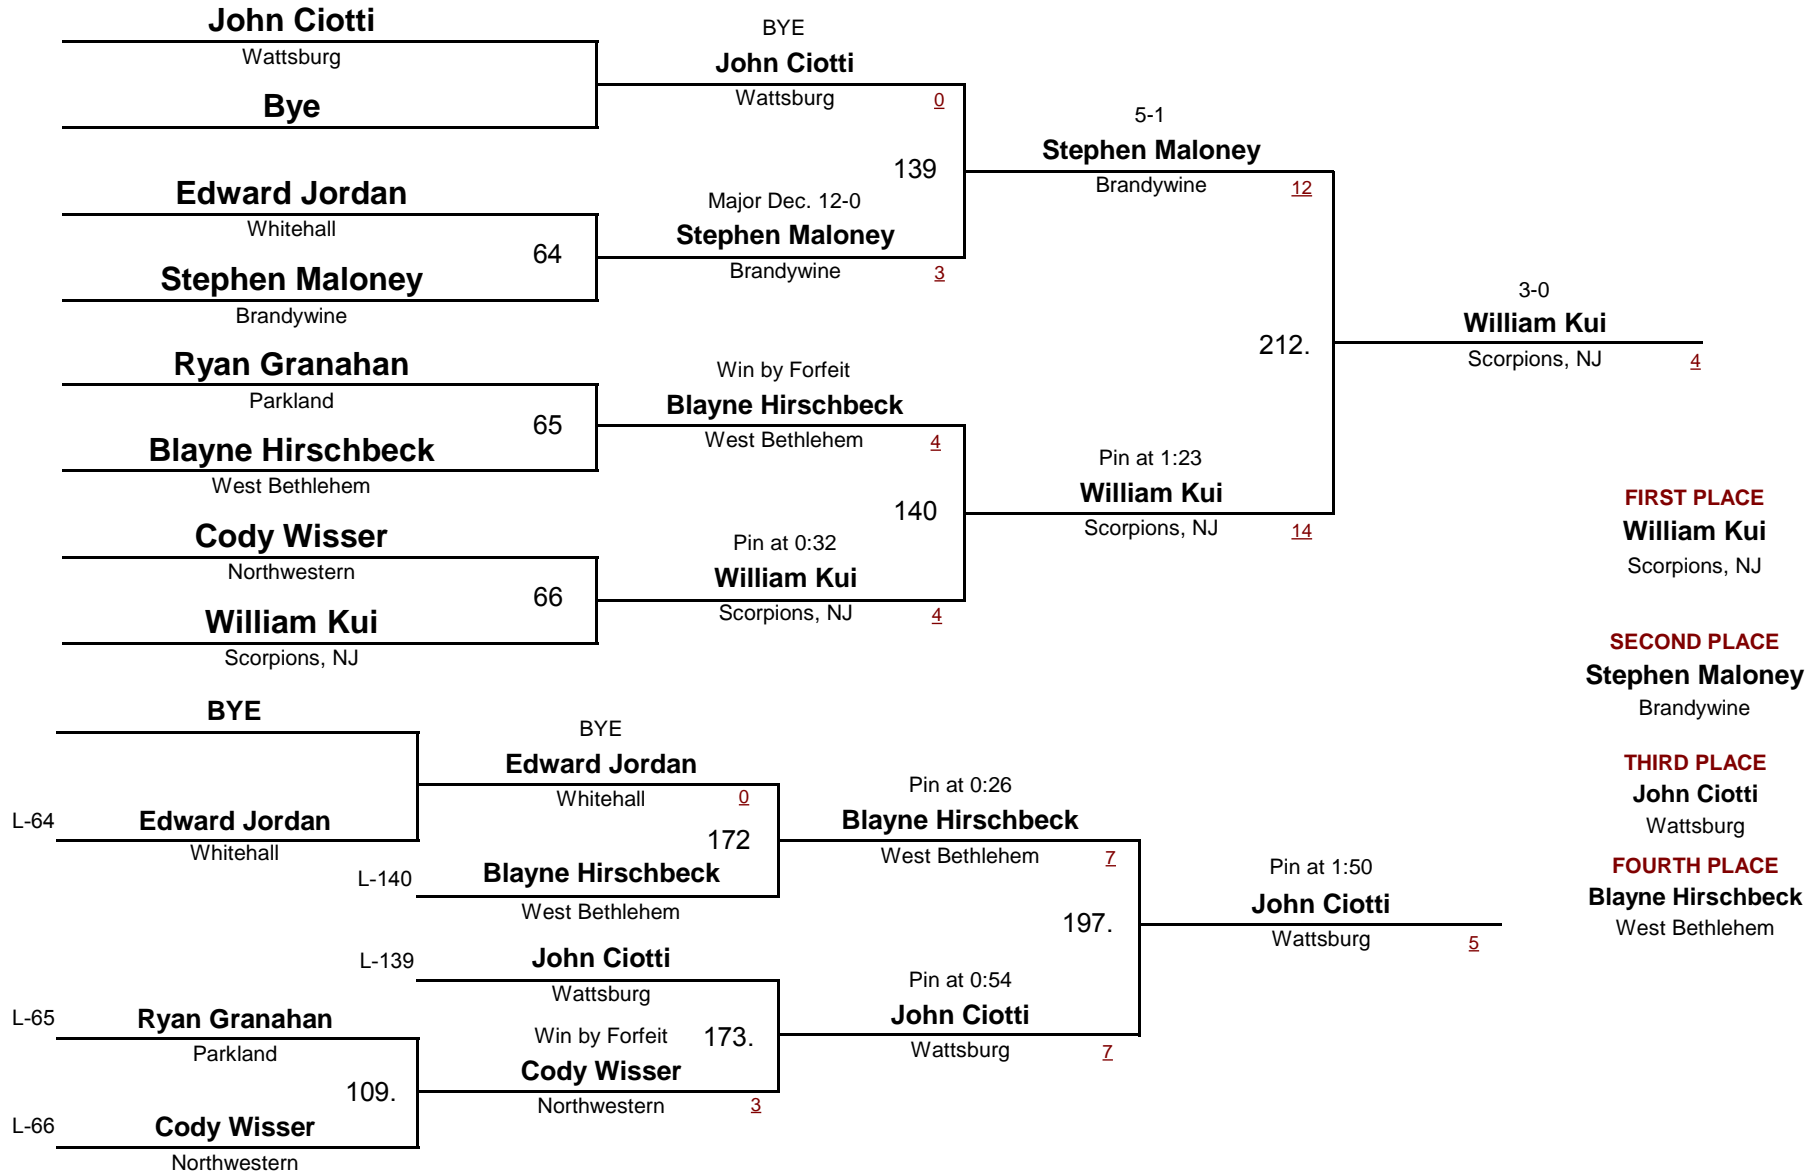 John Ciotti
Wattsburg
Bye
BYE
John Ciotti
Wattsburg 0
139
Edward Jordan
Whitehall
64
Stephen Maloney
Brandywine
Major Dec. 12-0
Stephen Maloney
Brandywine 3
5-1
Stephen Maloney
Brandywine 12
Ryan Granahan
Parkland
65
Blayne Hirschbeck
West Bethlehem
Win by Forfeit
Blayne Hirschbeck
West Bethlehem 4
140
Cody Wisser
Northwestern
66
William Kui
Scorpions, NJ
Pin at 0:32
William Kui
Scorpions, NJ 4
Pin at 1:23
William Kui
Scorpions, NJ 14
212.
3-0
William Kui
Scorpions, NJ 4
FIRST PLACE
William Kui
Scorpions, NJ
SECOND PLACE
Stephen Maloney
Brandywine
THIRD PLACE
John Ciotti
Wattsburg
FOURTH PLACE
Blayne Hirschbeck
West Bethlehem
BYE
L-64 Edward Jordan
Whitehall
BYE
Edward Jordan
Whitehall 0
172
L-140 Blayne Hirschbeck
West Bethlehem
Pin at 0:26
Blayne Hirschbeck
West Bethlehem 7
197.
L-139 John Ciotti
Wattsburg
L-65 Ryan Granahan
Parkland
109.
L-66 Cody Wisser
Northwestern
Win by Forfeit 173.
Cody Wisser
Northwestern 3
Pin at 0:54
John Ciotti
Wattsburg 7
Pin at 1:50
John Ciotti
Wattsburg 5